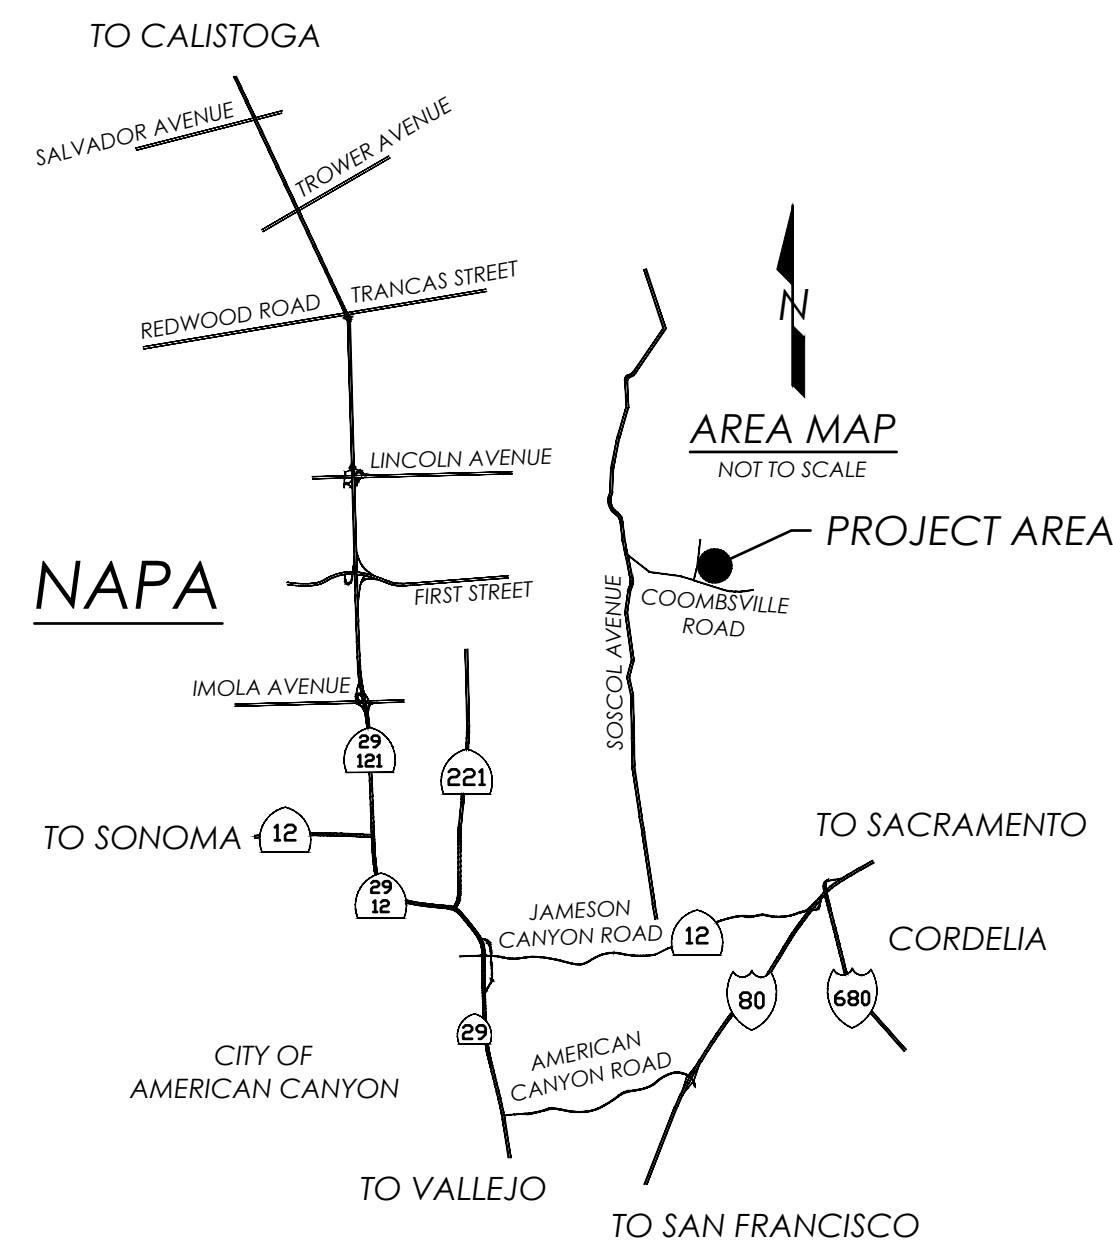 TO CALISTOGA
SALVADOR AVENUE
TROWER AVENUE
REDWOOD ROAD
TRANCAS STREET
N
AREA MAP
NOT TO SCALE
LINCOLN AVENUE
PROJECT AREA
NAPA
FIRST STREET
COOMBSVILLE
ROAD
SOSCOL AVENUE
IMOLA AVENUE
29
121
221
TO SONOMA
12
29
12
TO SACRAMENTO
JAMESON
CANYON ROAD
12
CORDELIA
80
680
29
CITY OF
AMERICAN CANYON
AMERICAN
CANYON ROAD
TO VALLEJO
TO SAN FRANCISCO